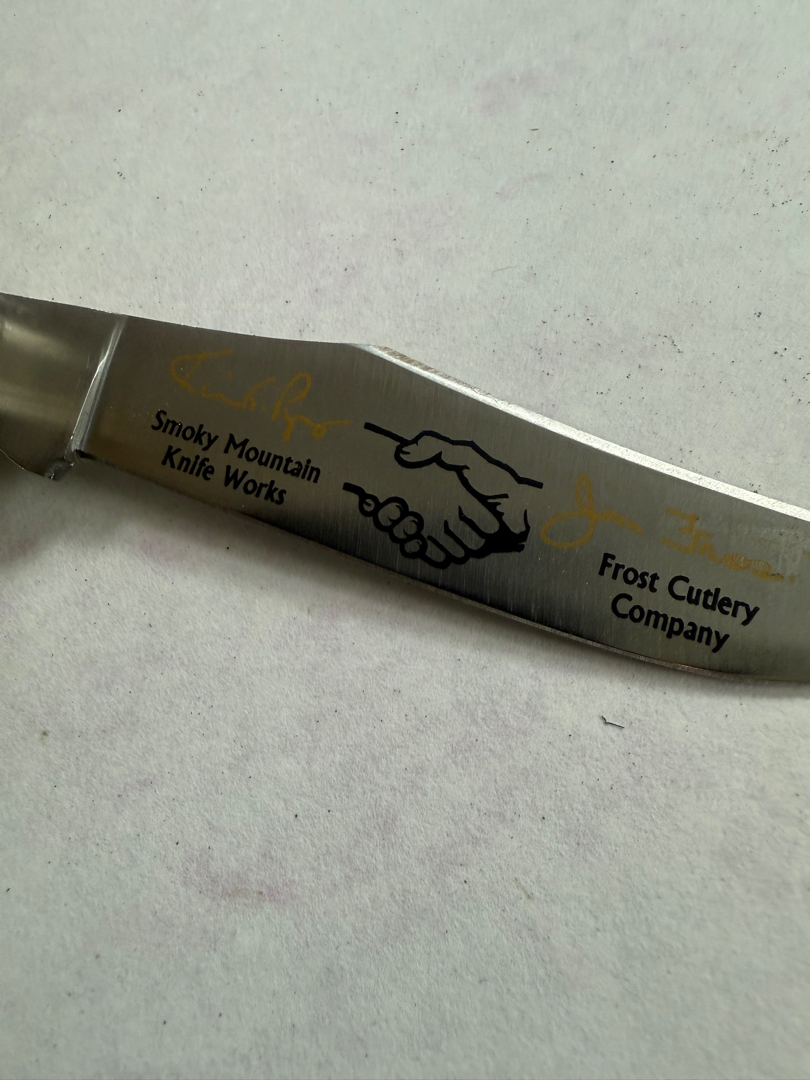 Smoky Mountain
Knife Works
Frost Cutlery
Company